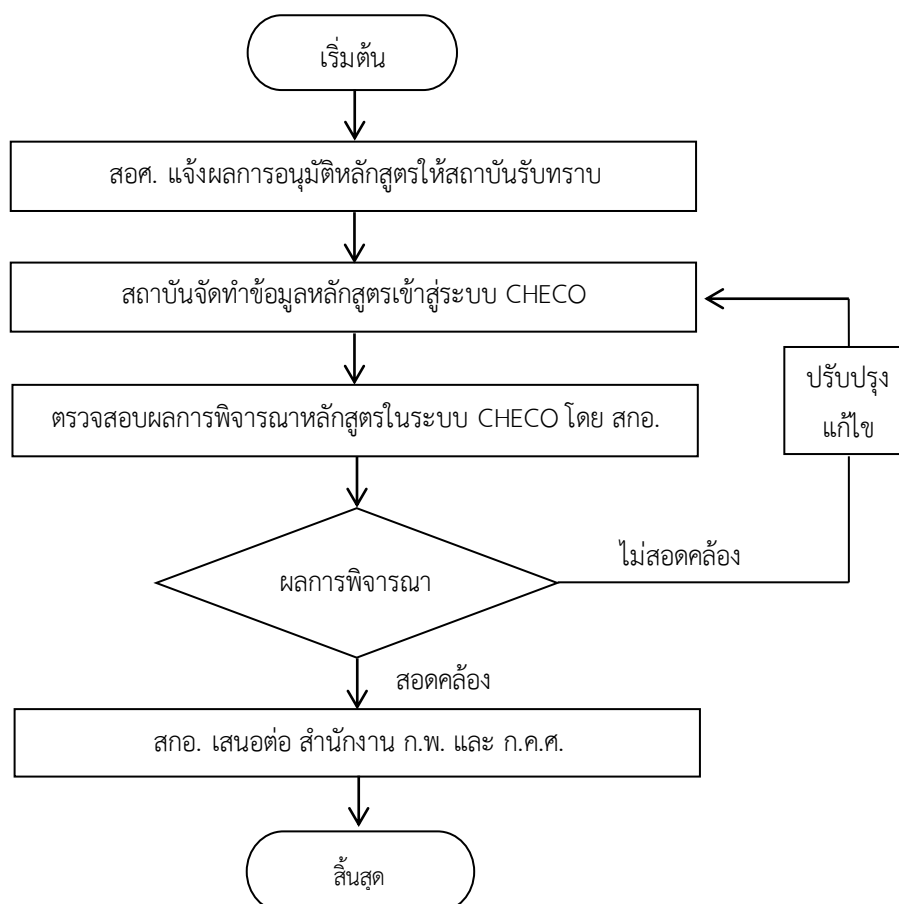 เริ่มต้น
สอศ. แจ้งผลการอนุมัติหลักสูตรให้สถาบันรับทราบ
สถาบันจัดทำข้อมูลหลักสูตรเข้าสู่ระบบ CHECO
ปรับปรุง
แก้ไข
ตรวจสอบผลการพิจารณาหลักสูตรในระบบ CHECO โดย สกอ.
ไม่สอดคล้อง
ผลการพิจารณา
สอดคล้อง
สกอ. เสนอต่อ สำนักงาน ก.พ. และ ก.ค.ศ.
สิ้นสุด